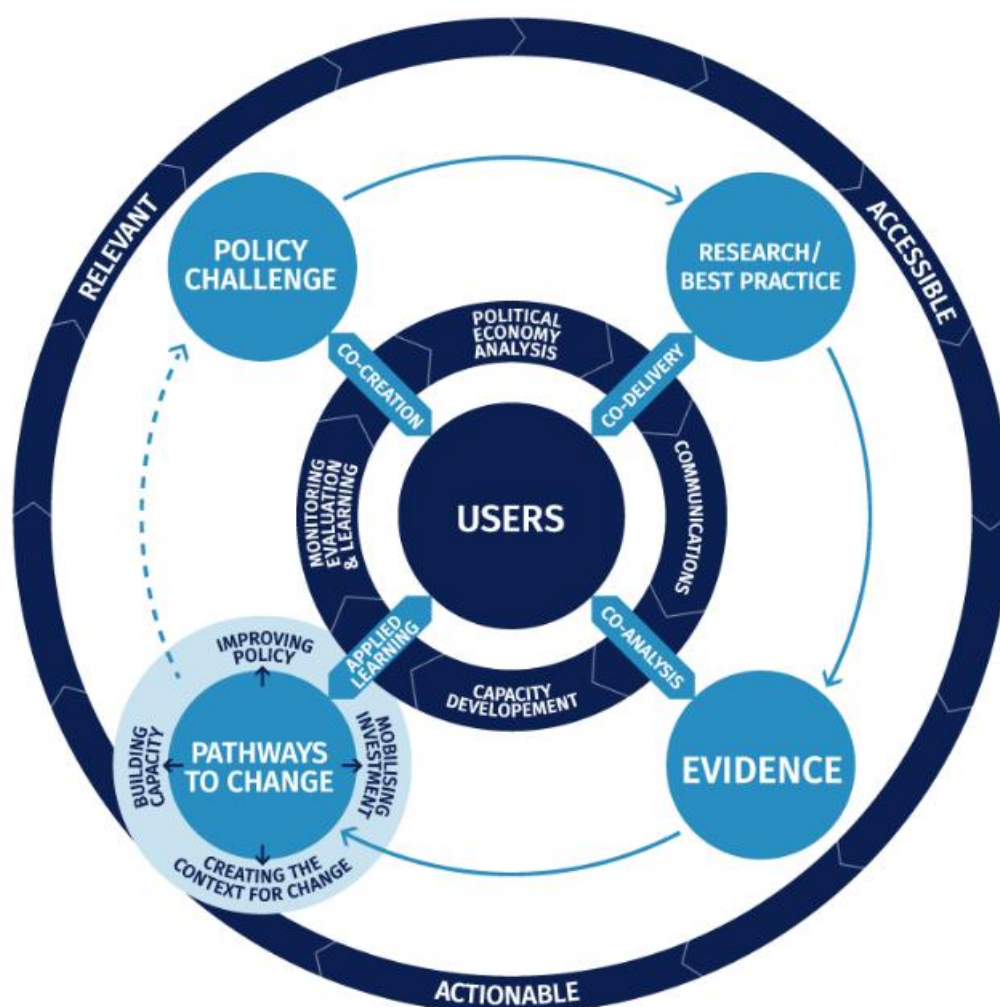 RELEVANT
ACCESSIBLE
ACTIONABLE
POLICY
CHALLENGE
RESEARCH/
BEST PRACTICE
EVIDENCE
PATHWAYS
TO CHANGE
IMPROVING
POLICY
MOBILISING
INVESTMENT
CREATING THE
CONTEXT FOR CHANGE
BUILDING
CAPACITY
CO-CREATION
CO-DELIVERY
CO-ANALYSIS
APPLIED
LEARNING
POLITICAL
ECONOMY
ANALYSIS
COMMUNICATIONS
CAPACITY
DEVELOPEMENT
MONITORING
EVALUATION
& LEARNING
USERS